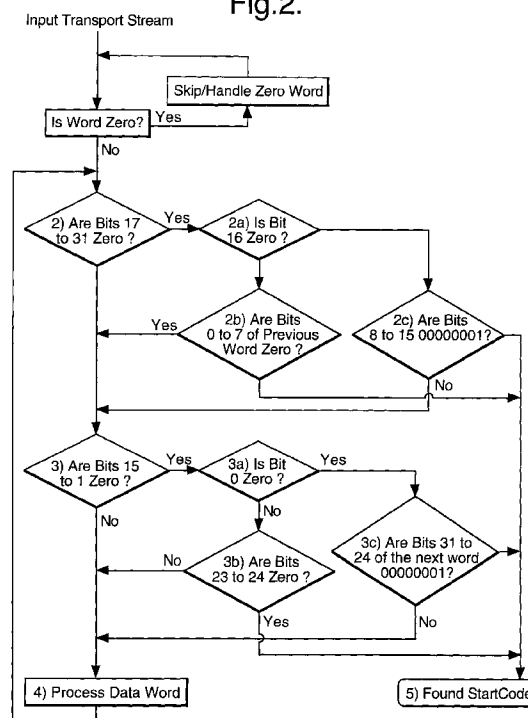 Fig.2.
Input Transport Stream
Skip/Handle Zero Word
Is Word Zero?
Yes
No
2) Are Bits 17
to 31 Zero ?
Yes
2a) Is Bit
16 Zero ?
Yes
2b) Are Bits
0 to 7 of Previous
Word Zero ?
2c) Are Bits
8 to 15 00000001?
No
3) Are Bits 15
to 1 Zero ?
Yes
3a) Is Bit
0 Zero ?
Yes
No
No
No
3b) Are Bits
23 to 24 Zero ?
3c) Are Bits 31 to
24 of the next word
00000001?
Yes
No
4) Process Data Word
5) Found StartCode